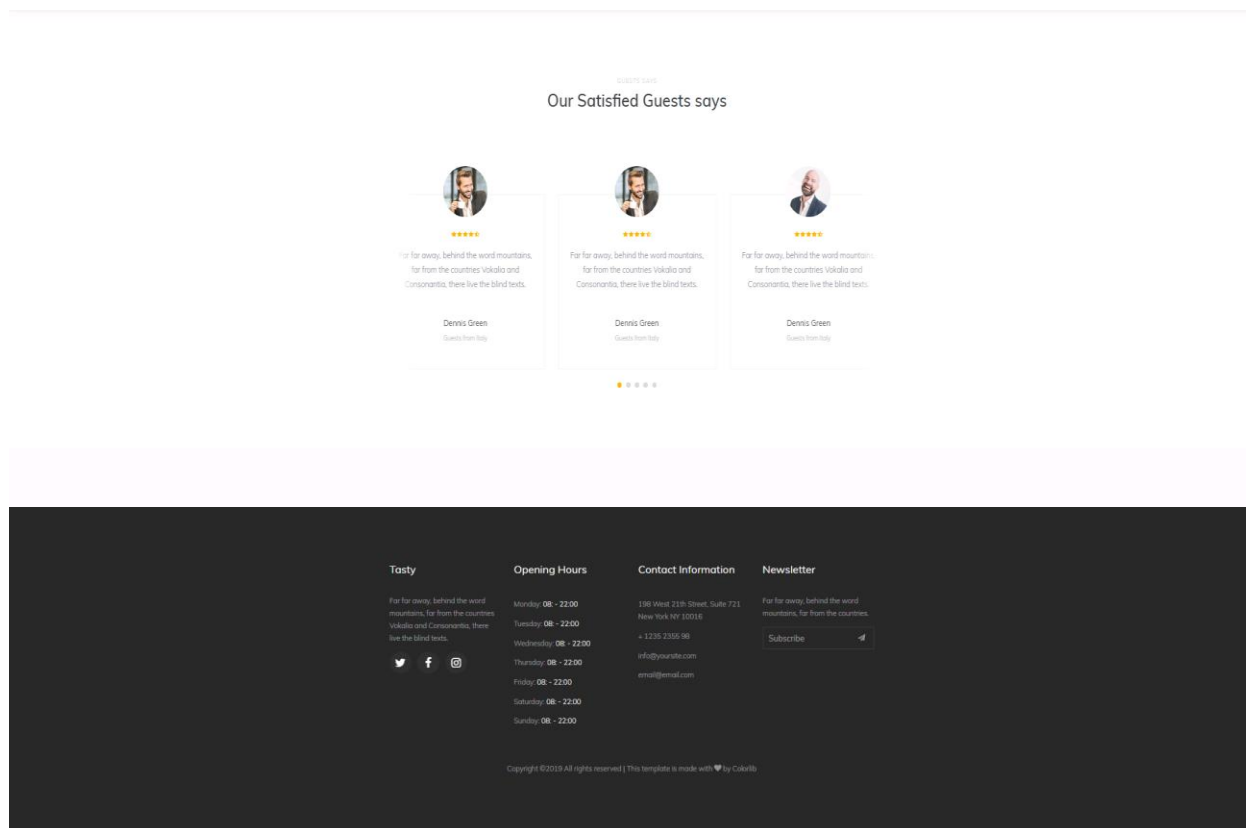 GUESTS SAYS
Our Satisfied Guests says
Far far away, behind the word mountains,
far from the countries Vokalia and
Consonantia, there live the blind texts.
Dennis Green
Guests from Italy
Far far away, behind the word mountains,
far from the countries Vokalia and
Consonantia, there live the blind texts.
Dennis Green
Guests from Italy
Far far away, behind the word mountains,
far from the countries Vokalia and
Consonantia, there live the blind texts.
Dennis Green
Guests from Italy
Tasty
Far far away, behind the word
mountains, far from the countries
Vokalia and Consonantia, there
live the blind texts.
Opening Hours
Monday: 08: - 22:00
Tuesday: 08: - 22:00
Wednesday: 08: - 22:00
Thursday: 08: - 22:00
Friday: 08: - 22:00
Saturday: 08: - 22:00
Sunday: 08: - 22:00
Contact Information
198 West 21th Street, Suite 721
New York NY 10016
+ 1235 2355 98
info@yoursite.com
email@email.com
Newsletter
Far far away, behind the word
mountains, far from the countries.
Subscribe
Copyright ©2019 All rights reserved | This template is made with ♥ by Colorlib